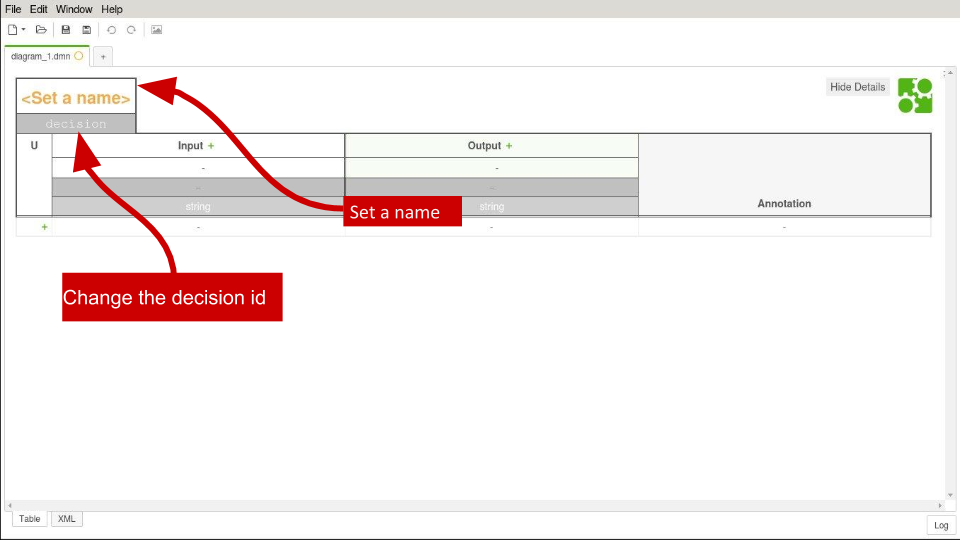 File Edit Window Help
diagram_1.dmn +
<Set a name>
Hide Details
decision
U Input + Output +
- -
- -
string string Annotation
Set a name
+ - - -
Change the decision id
Table XML
Log